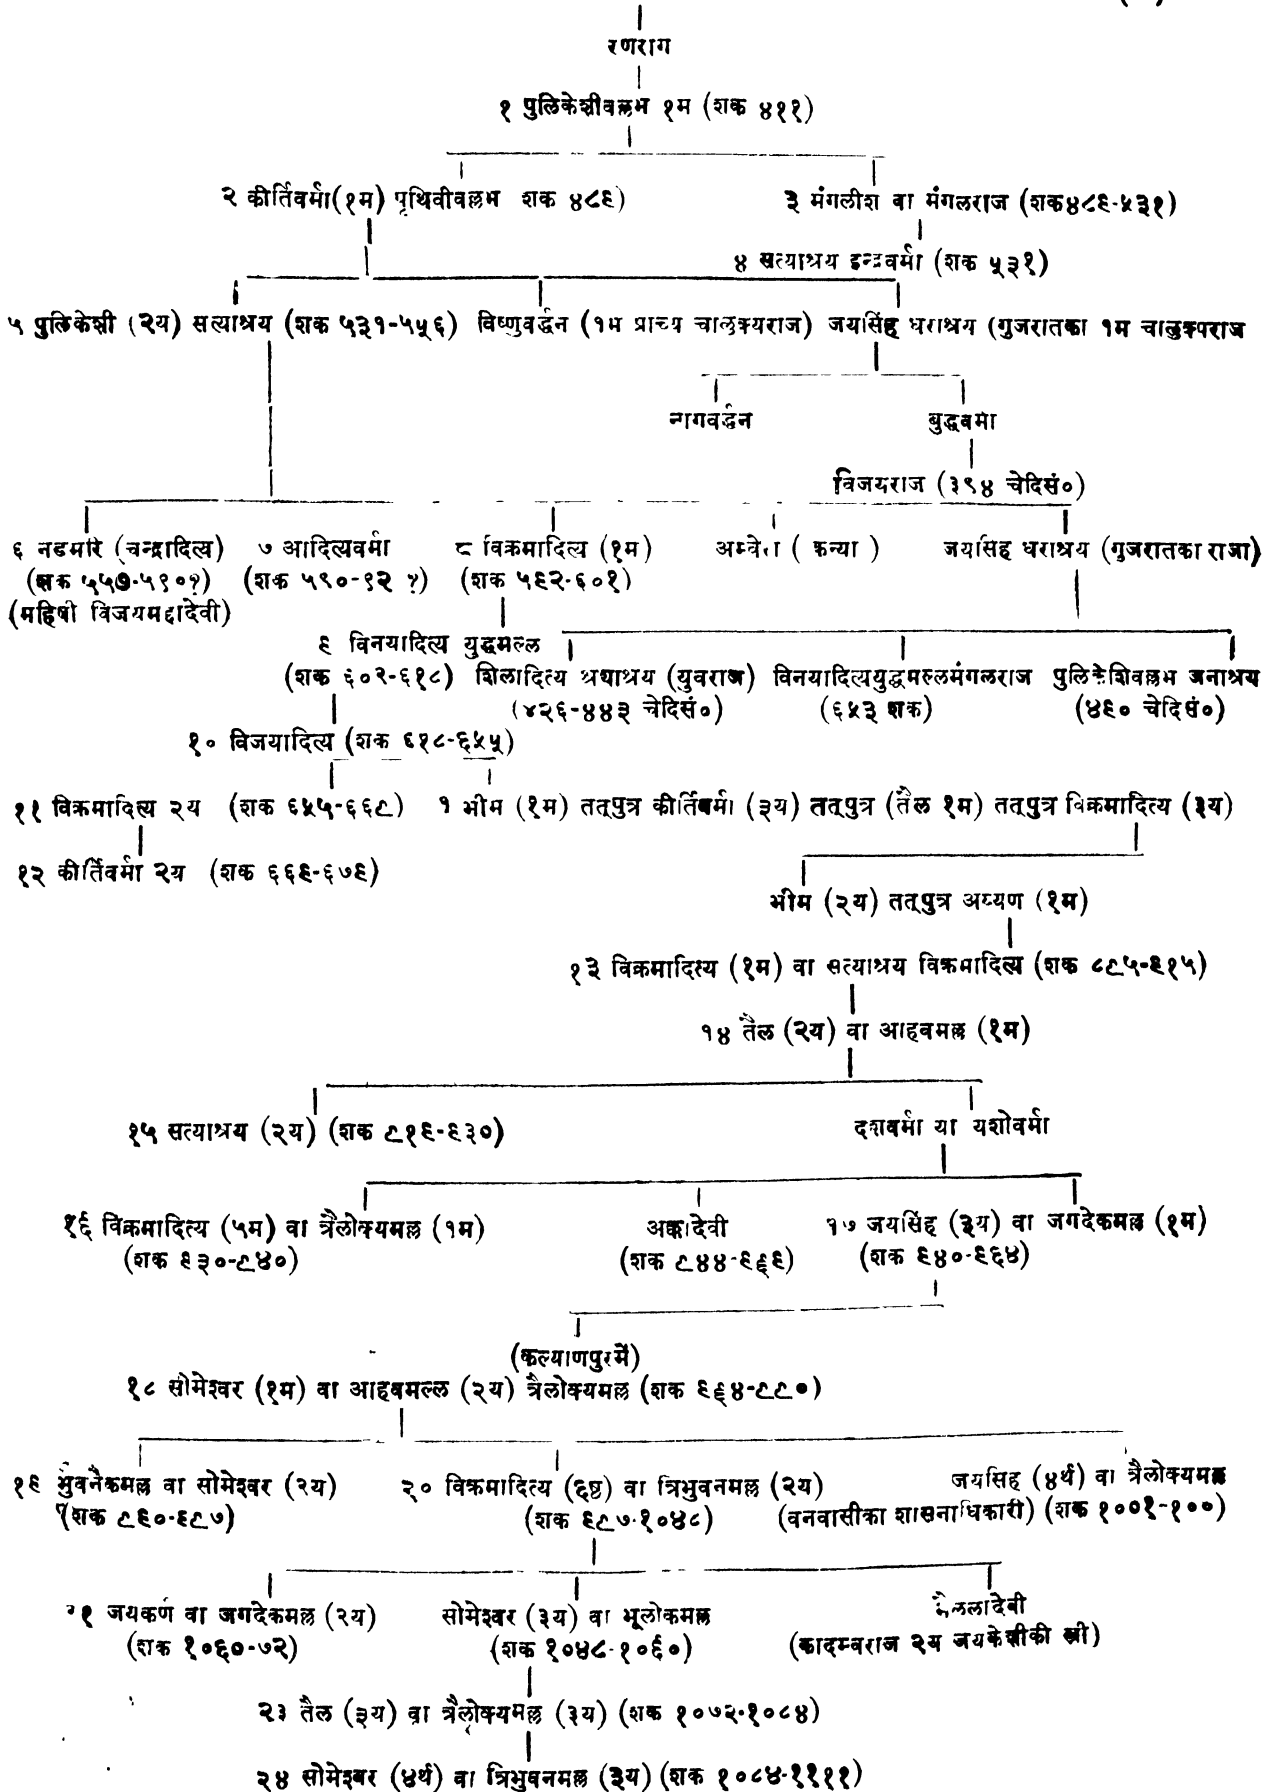 रणराग
१ पुलिकेशीवल्लभ १म (शक ४११)
२ कीर्तिवर्मा(१म) पृथिवीवल्लभ शक ४८९)
३ मंगलीश वा मंगलराज (शक४८९-५३१)
४ सत्याश्रय इन्द्रवर्मा (शक ५३१)
५ पुलिकेशी (२य) सत्याश्रय (शक ५३१-५५६) विष्णुवर्द्धन (१म प्राच्य चालुक्यराज) जयसिंह धराश्रय (गुजरातका १म चालुक्पराज
नागवर्द्धन बुद्धवर्मा
विजयराज (३९४ चेदिसं०)
६ नडमरि (चन्द्रादित्य) ७ आदित्यवर्मा ८ विक्रमादित्य (१म) अम्वेरा ( कन्या ) जयसिंह धराश्रय (गुजरातका राजा)
(शक ५५७-५९०?) (शक ५९०-९२ ?) (शक ५९२-६०१)
(महिषी विजयमहादेवी)
९ विनयादित्य युद्धमल्ल
(शक ६०२-६१८) शिलादित्य श्रयाश्रय (युवराज) विनयादित्ययुद्धमल्लमंगलराज पुलिकेशिवल्लभ जनाश्रय
(४२६-४४३ चेदिसं०) (६५३ शक) (४९० चेदिसं०)
१० विजयादित्य (शक ६१८-६५५)
११ विक्रमादित्य २य (शक ६५५-६६९) १ भीम (१म) तत्पुत्र कीर्तिवर्मा (३य) तत्पुत्र (तैल १म) तत्पुत्र विक्रमादित्य (३य)
१२ कीर्तिवर्मा २य (शक ६६९-६७९)
भीम (२य) तत्पुत्र अय्यण (१म)
१३ विक्रमादित्य (१म) वा सत्याश्रय विक्रमादित्य (शक ८९५-९१५)
१४ तैल (२य) वा आहवमल्ल (१म)
१५ सत्याश्रय (२य) (शक ९१९-९३०) दशवर्मा या यशोवर्मा
१६ विक्रमादित्य (५म) वा त्रैलोक्यमल्ल (१म) अक्कादेवी १७ जयसिंह (३य) वा जगदेकमल्ल (१म)
(शक ९३०-९४०) (शक ९४४-९६९) (शक ९४०-९६४)
(कल्याणपुरमें)
१८ सोमेश्वर (१म) वा आहवमल्ल (२य) त्रैलोक्यमल्ल (शक ९६४-९९०)
१९ भुवनैकमल्ल वा सोमेश्वर (२य) २० विक्रमादित्य (६ष्ठ) वा त्रिभुवनमल्ल (२य) जयसिंह (४र्थ) वा त्रैलोक्यमल्ल
(शक ९९०-९९७) (शक ९९७-१०४८) (वनवासीका शासनाधिकारी) (शक १००१-१००)
२१ जयकर्ण वा जगदेकमल्ल (२य) सोमेश्वर (३य) वा भूलोकमल्ल मैललादेवी
(शक १०६०-७२) (शक १०४८-१०६०) (कादम्वराज २य जयकेशीकी स्त्री)
२३ तैल (३य) वा त्रैलोक्यमल्ल (३य) (शक १०७२-१०८४)
२४ सोमेश्वर (४र्थ) वा त्रिभुवनमल्ल (३य) (शक १०८४-११११)